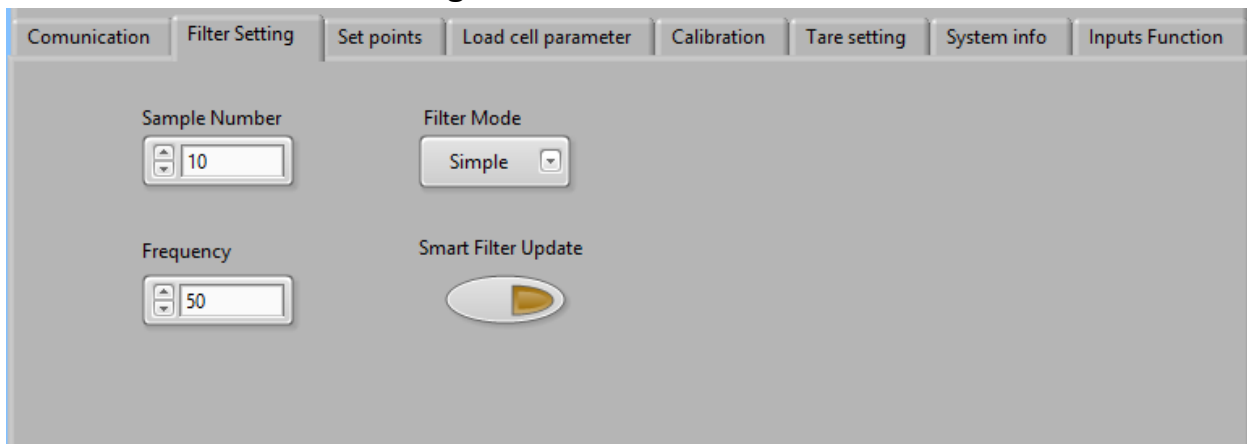 Comunication Filter Setting Set points Load cell parameter Calibration Tare setting System info Inputs Function
Sample Number Filter Mode
10 Simple
Frequency Smart Filter Update
50